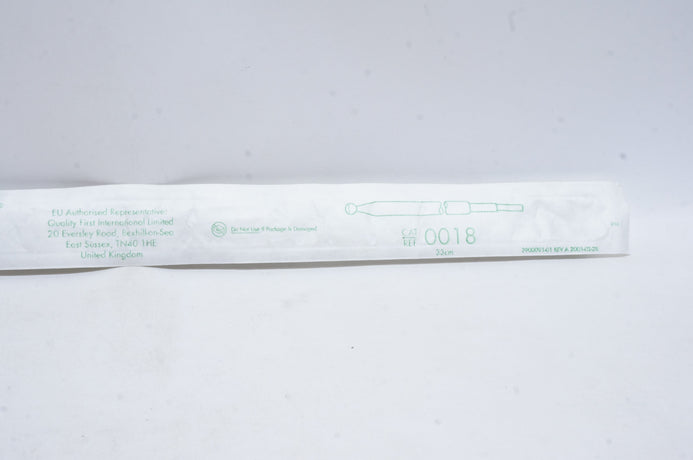 EU Authorised Representative:
Quality First International Limited
20 Eversley Road, Bexhill-on-Sea
East Sussex, TN40 1HE
United Kingdom
Do Not Use If Package Is Damaged
CAT
REF 0018
33cm